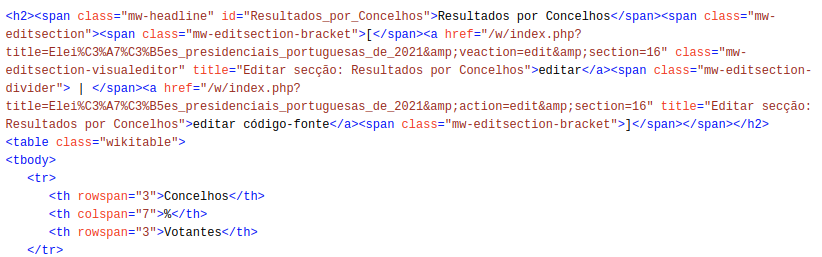 <h2><span class="mw-headline" id="Resultados_por_Concelhos">Resultados por Concelhos</span><span class="mw-
editsection"><span class="mw-editsection-bracket">[</span><a href="/w/index.php?
title=Elei%C3%A7%C3%B5es_presidenciais_portuguesas_de_2021&amp;veaction=edit&amp;section=16" class="mw-
editsection-visualeditor" title="Editar secção: Resultados por Concelhos">editar</a><span class="mw-editsection-
divider"> | </span><a href="/w/index.php?
title=Elei%C3%A7%C3%B5es_presidenciais_portuguesas_de_2021&amp;action=edit&amp;section=16" title="Editar secção:
Resultados por Concelhos">editar código-fonte</a><span class="mw-editsection-bracket">]</span></span></h2>
<table class="wikitable">
<tbody>
<tr>
<th rowspan="3">Concelhos</th>
<th colspan="7">%</th>
<th rowspan="3">Votantes</th>
</tr>